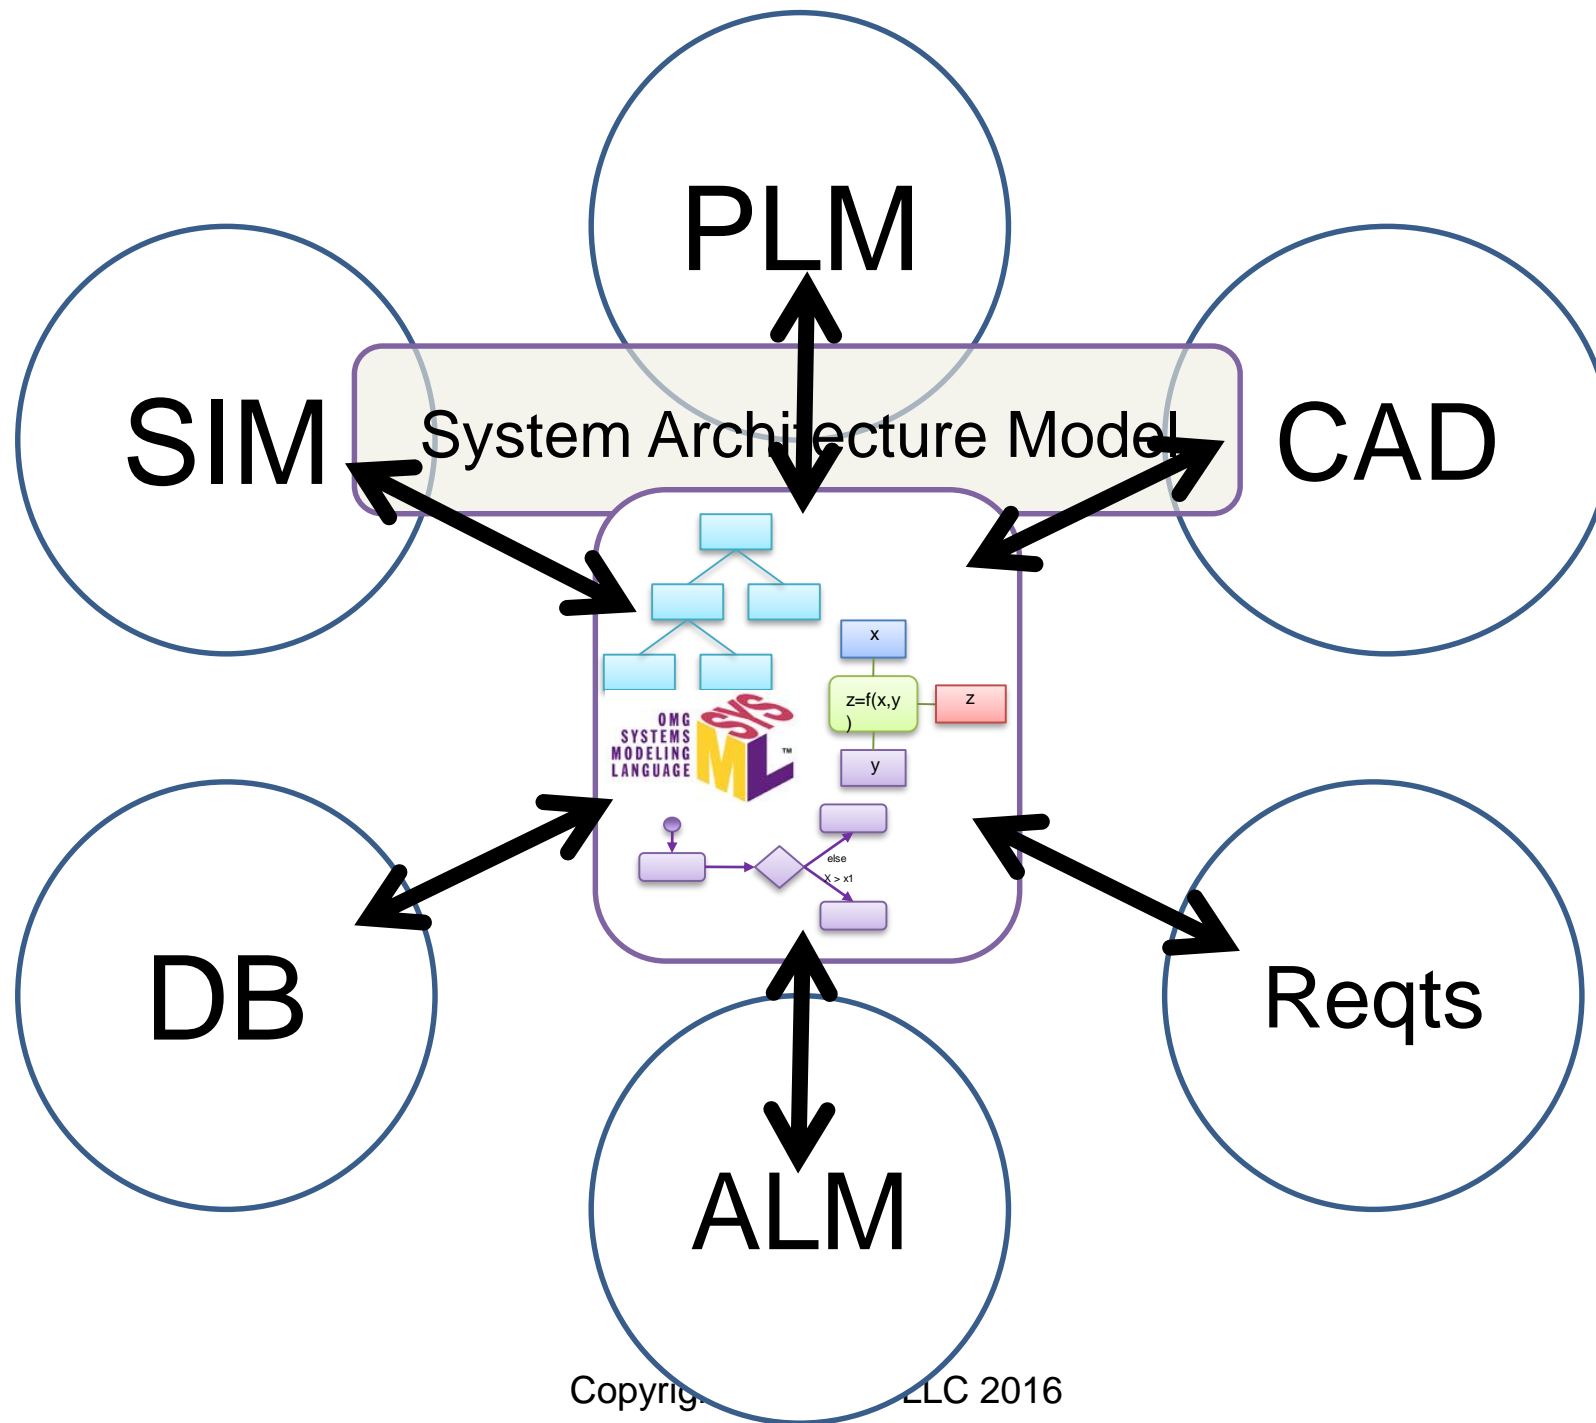 PLM
SIM
System Architecture Model
CAD
x
z=f(x,y
)
z
y
OMG
SYSTEMS
MODELING
LANGUAGE
SYS
ML
™
else
X > x1
DB
Reqts
ALM
LLC 2016